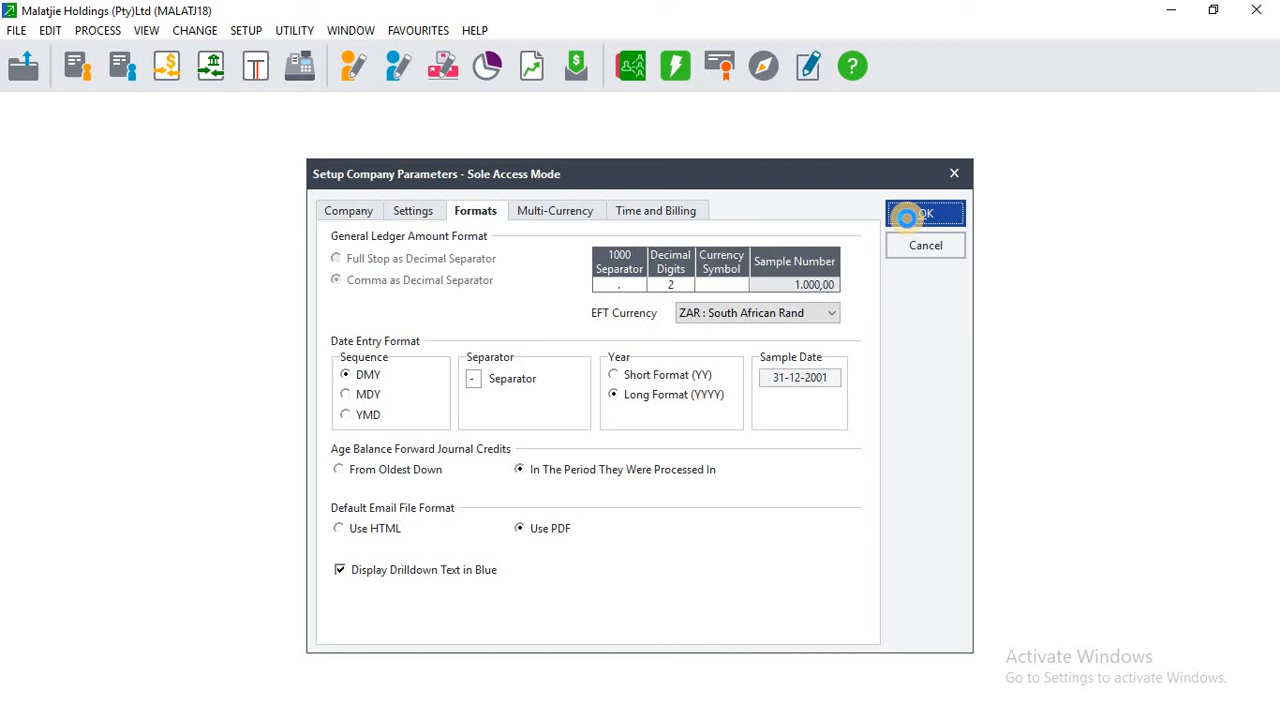 Malatjie Holdings (Pty)Ltd (MALATJ18)
FILE EDIT PROCESS VIEW CHANGE SETUP UTILITY WINDOW FAVOURITES HELP
Setup Company Parameters - Sole Access Mode
Company Settings Formats Multi-Currency Time and Billing
OK
Cancel
General Ledger Amount Format
Full Stop as Decimal Separator
Comma as Decimal Separator
1000 Separator Decimal Digits Currency Symbol Sample Number
. 2 1.000,00
EFT Currency ZAR : South African Rand
Date Entry Format
Sequence Separator Year Sample Date
DMY - Separator Short Format (YY) 31-12-2001
MDY Long Format (YYYY)
YMD
Age Balance Forward Journal Credits
From Oldest Down In The Period They Were Processed In
Default Email File Format
Use HTML Use PDF
Display Drilldown Text in Blue
Activate Windows
Go to Settings to activate Windows.